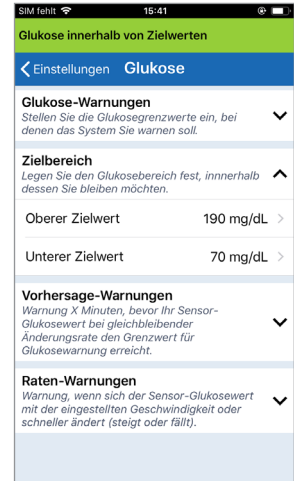 SIM fehlt 15:41
Glukose innerhalb von Zielwerten
Einstellungen Glukose
Glukose-Warnungen
Stellen Sie die Glukosegrenzwerte ein, bei
denen das System Sie warnen soll.
Zielbereich
Legen Sie den Glukosebereich fest, innnerhalb
dessen Sie bleiben möchten.
Oberer Zielwert 190 mg/dL
Unterer Zielwert 70 mg/dL
Vorhersage-Warnungen
Warnung X Minuten, bevor Ihr Sensor-
Glukosewert bei gleichbleibender
Änderungsrate den Grenzwert für
Glukosewarnung erreicht.
Raten-Warnungen
Warnung, wenn sich der Sensor-Glukosewert
mit der eingestellten Geschwindigkeit oder
schneller ändert (steigt oder fällt).